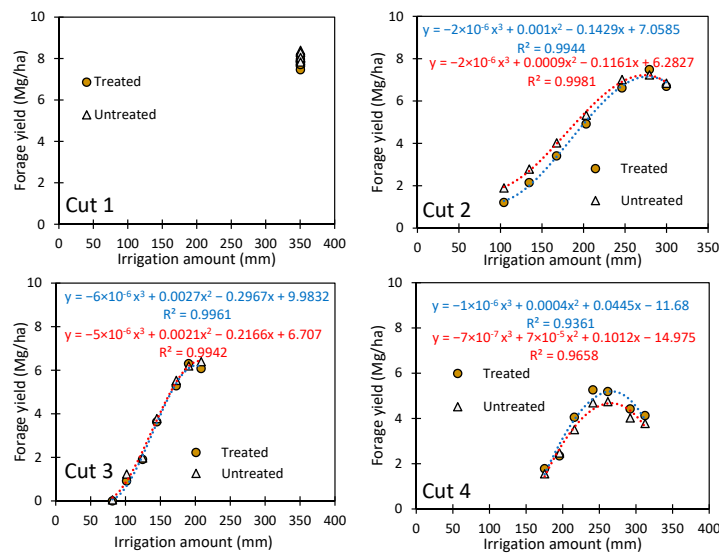 Forage yield (Mg/ha)
10
8
6
4
2
0
Treated
Untreated
Cut 1
0 50 100 150 200 250 300 350 400
Irrigation amount (mm)
Forage yield (Mg/ha)
10
8
6
4
2
0
y = −2×10⁻⁶ x³ + 0.001x² − 0.1429x + 7.0585
R² = 0.9944
y = −2×10⁻⁶ x³ + 0.0009x² − 0.1161x + 6.2827
R² = 0.9981
Treated
Untreated
Cut 2
0 50 100 150 200 250 300 350
Irrigation amount (mm)
Forage yield (Mg/ha)
10
8
6
4
2
0
y = −6×10⁻⁶ x³ + 0.0027x² − 0.2967x + 9.9832
R² = 0.9961
y = −5×10⁻⁶ x³ + 0.0021x² − 0.2166x + 6.707
R² = 0.9942
Treated
Untreated
Cut 3
0 50 100 150 200 250 300 350 400
Irrigation amount (mm)
Forage yield (Mg/ha)
10
8
6
4
2
0
y = −1×10⁻⁶ x³ + 0.0004x² + 0.0445x − 11.68
R² = 0.9361
y = −7×10⁻⁷ x³ + 7×10⁻⁵ x² + 0.1012x − 14.975
R² = 0.9658
Treated
Untreated
Cut 4
0 50 100 150 200 250 300 350 400
Irrigation amount (mm)